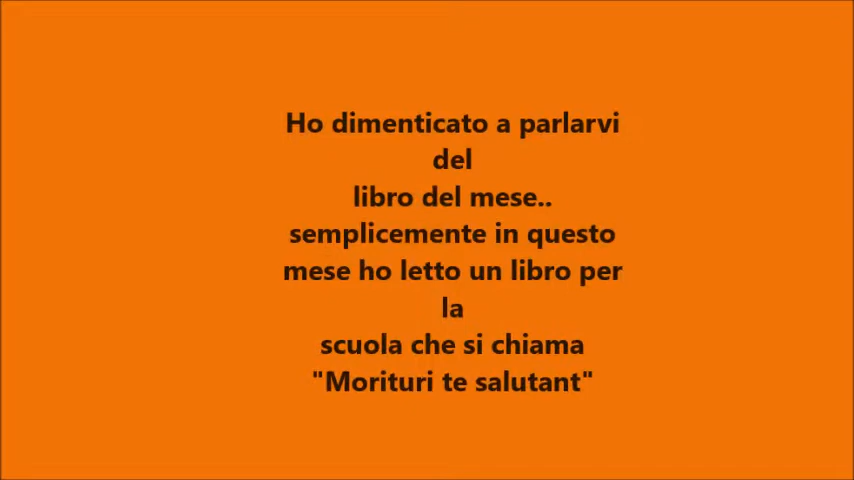 Ho dimenticato a parlarvi
del
libro del mese..
semplicemente in questo
mese ho letto un libro per
la
scuola che si chiama
"Morituri te salutant"